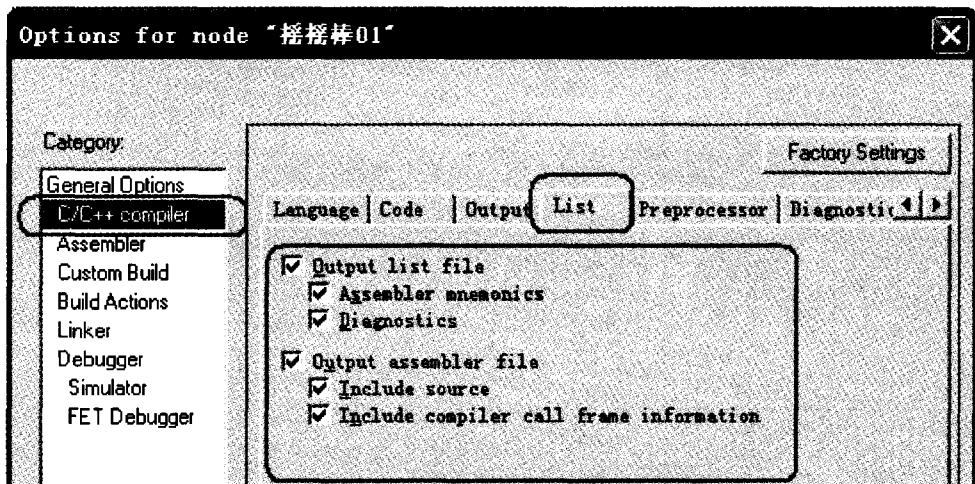 Options for node "摇摇棒01"
Category:
Factory Settings
General Options
C/C++ compiler
Assembler
Custom Build
Build Actions
Linker
Debugger
Simulator
FET Debugger
Language Code Output List Preprocessor Diagnostic
Output list file
Assembler mnemonics
Diagnostics
Output assembler file
Include source
Include compiler call frame information